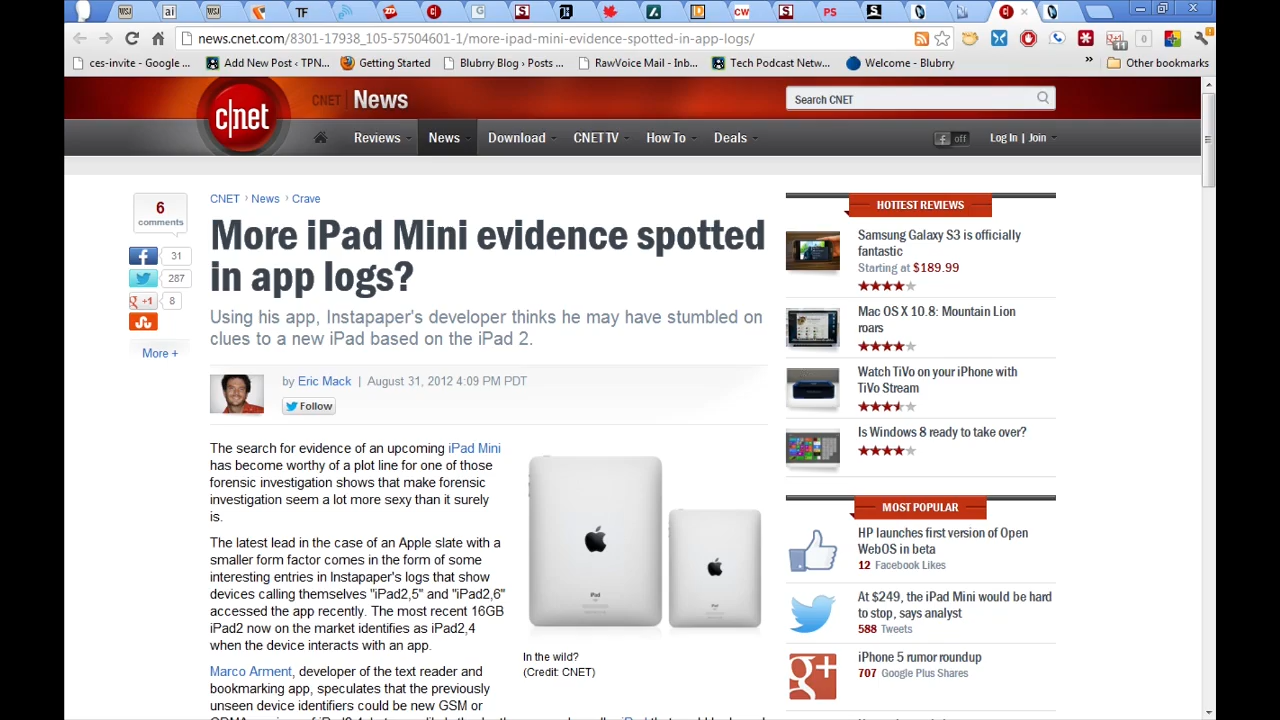 WSJ
ai
WSJ
TF
CW
PS
news.cnet.com/8301-17938_105-57504601-1/more-ipad-mini-evidence-spotted-in-app-logs/
11
0
ces-invite - Google ...
Add New Post ‹ TPN...
Getting Started
Blubrry Blog › Posts ...
RawVoice Mail - Inb...
Tech Podcast Netw...
Welcome - Blubrry
»
Other bookmarks
c|net
CNET | News
Search CNET
Reviews
News
Download
CNET TV
How To
Deals
f off
Log In | Join
6
comments
31
287
+1
8
More +
CNET › News › Crave
More iPad Mini evidence spotted
in app logs?
Using his app, Instapaper's developer thinks he may have stumbled on
clues to a new iPad based on the iPad 2.
by Eric Mack | August 31, 2012 4:09 PM PDT
Follow
The search for evidence of an upcoming iPad Mini
has become worthy of a plot line for one of those
forensic investigation shows that make forensic
investigation seem a lot more sexy than it surely
is.
The latest lead in the case of an Apple slate with a
smaller form factor comes in the form of some
interesting entries in Instapaper's logs that show
devices calling themselves "iPad2,5" and "iPad2,6"
accessed the app recently. The most recent 16GB
iPad2 now on the market identifies as iPad2,4
when the device interacts with an app.
Marco Arment, developer of the text reader and
bookmarking app, speculates that the previously
unseen device identifiers could be new GSM or
iPad
iPad
In the wild?
(Credit: CNET)
HOTTEST REVIEWS
Samsung Galaxy S3 is officially
fantastic
Starting at $189.99
Mac OS X 10.8: Mountain Lion
roars
Watch TiVo on your iPhone with
TiVo Stream
Is Windows 8 ready to take over?
MOST POPULAR
HP launches first version of Open
WebOS in beta
12 Facebook Likes
At $249, the iPad Mini would be hard
to stop, says analyst
588 Tweets
iPhone 5 rumor roundup
707 Google Plus Shares